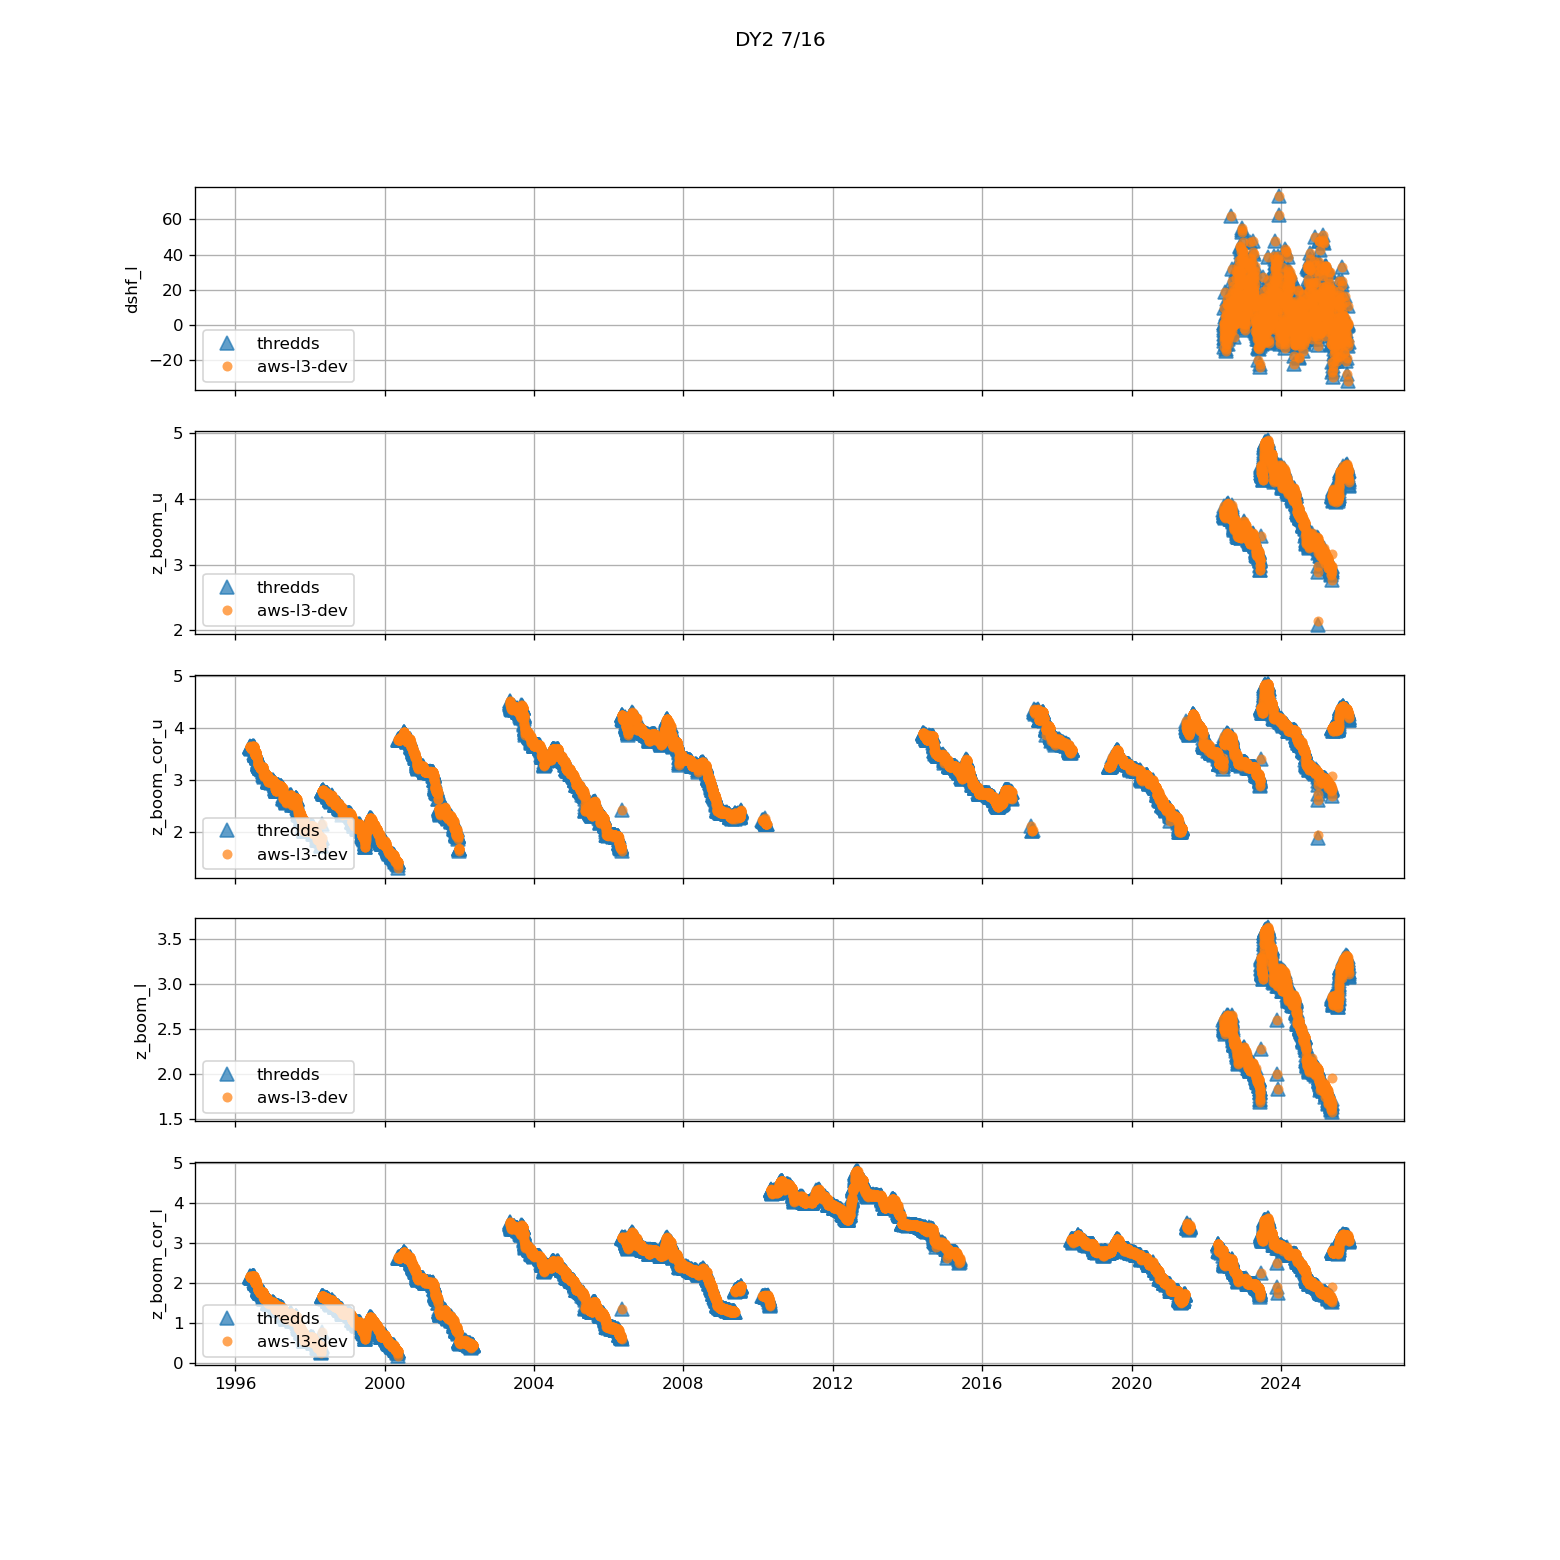 DY2 7/16
dshf_l
60
40
20
0
−20
thredds
aws-l3-dev
z_boom_u
5
4
3
2
thredds
aws-l3-dev
z_boom_cor_u
5
4
3
2
thredds
aws-l3-dev
z_boom_l
3.5
3.0
2.5
2.0
1.5
thredds
aws-l3-dev
z_boom_cor_l
5
4
3
2
1
0
thredds
aws-l3-dev
1996 2000 2004 2008 2012 2016 2020 2024